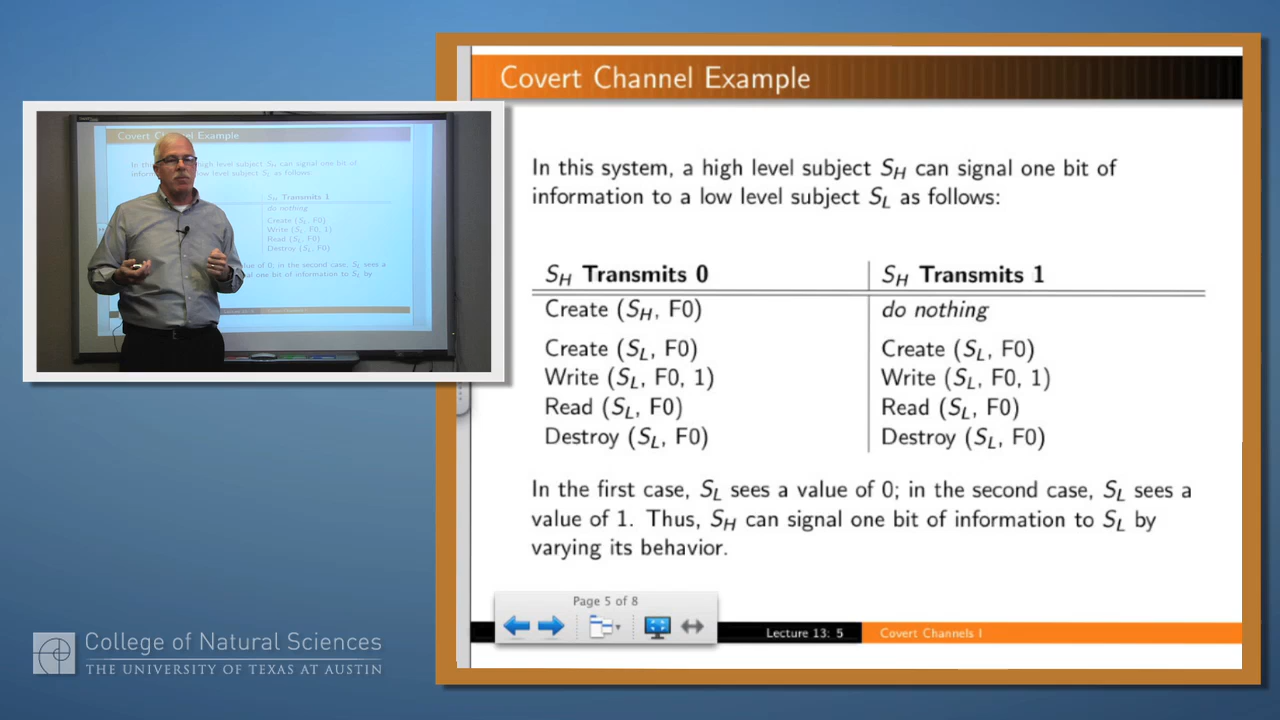 Covert Channel Example
In this system, a high level subject S_H can signal one bit of
information to a low level subject S_L as follows:
S_H Transmits 0 S_H Transmits 1
Create (S_H, F0) do nothing
Create (S_L, F0) Create (S_L, F0)
Write (S_L, F0, 1) Write (S_L, F0, 1)
Read (S_L, F0) Read (S_L, F0)
Destroy (S_L, F0) Destroy (S_L, F0)
In the first case, S_L sees a value of 0; in the second case, S_L sees a
value of 1. Thus, S_H can signal one bit of information to S_L by
varying its behavior.
Page 5 of 8
Lecture 13: 5 Covert Channels I
College of Natural Sciences
THE UNIVERSITY OF TEXAS AT AUSTIN